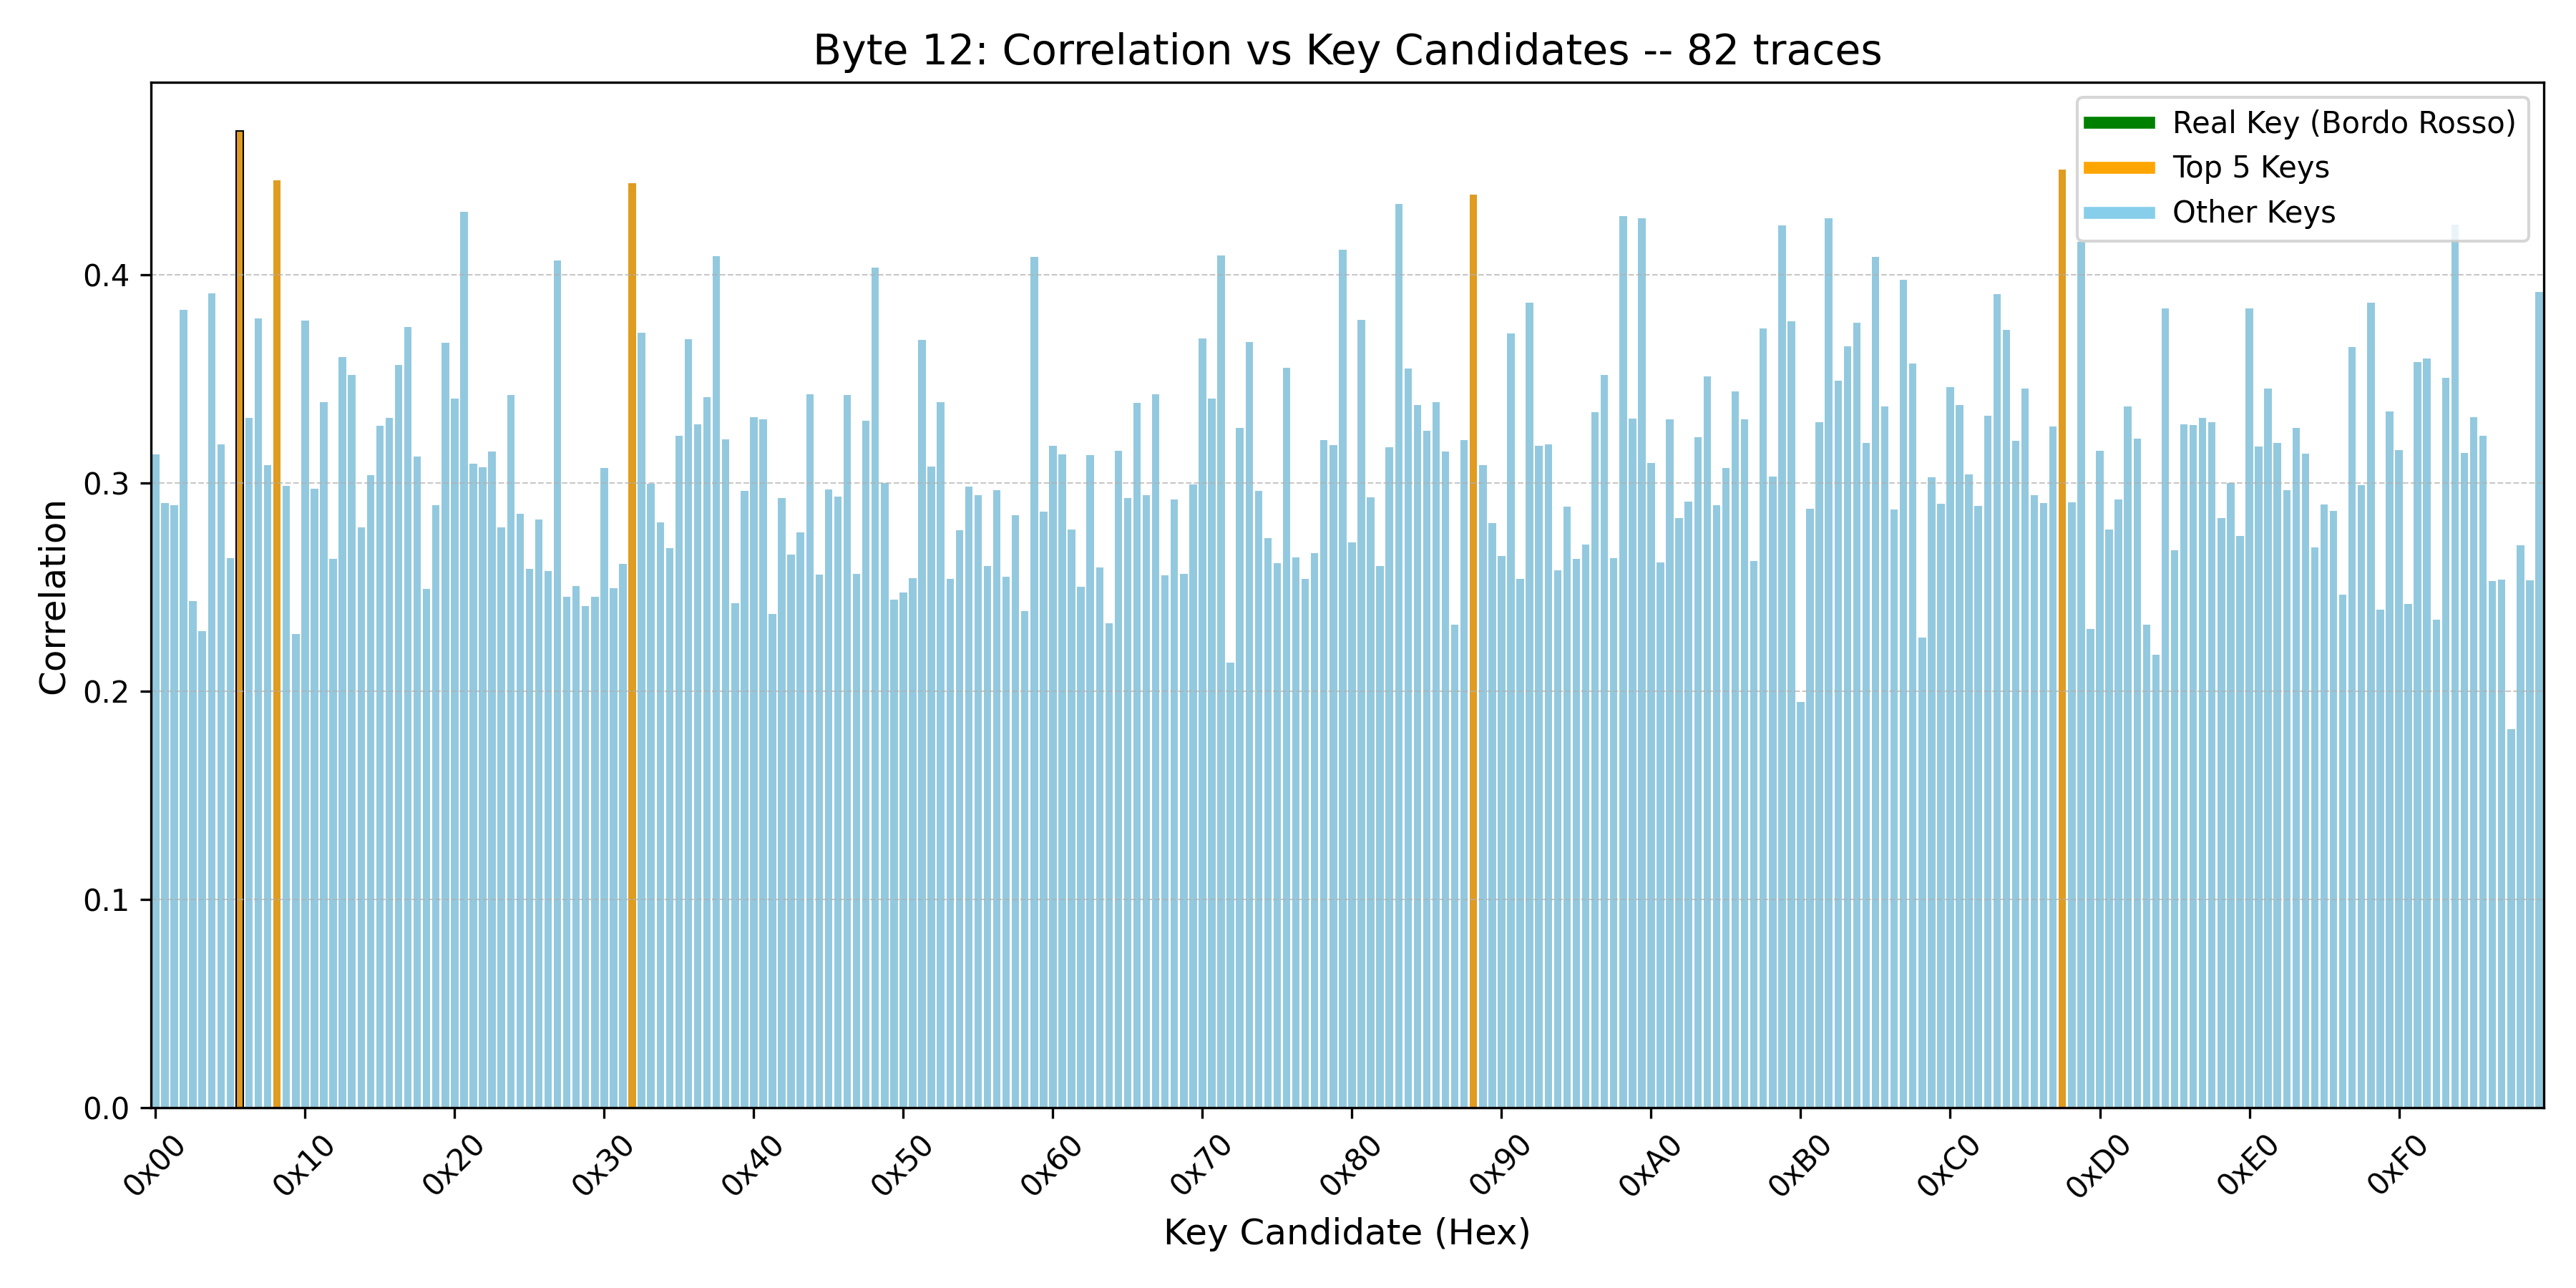 Byte 12: Correlation vs Key Candidates -- 82 traces
Real Key (Bordo Rosso)
Top 5 Keys
Other Keys
Correlation
0.4
0.3
0.2
0.1
0.0
0x00 0x10 0x20 0x30 0x40 0x50 0x60 0x70 0x80 0x90 0xA0 0xB0 0xC0 0xD0 0xE0 0xF0
Key Candidate (Hex)